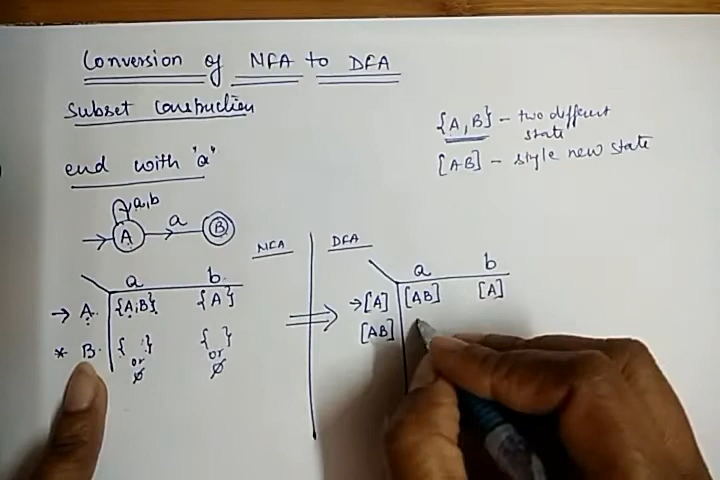 Conversion of NFA to DFA
Subset Construction
{A,B} - two different
state
[AB] - style new state
end with 'a'
a,b
a
A
B
NFA
DFA
a b
→ A {A,B} {A}
* B { } or ø { } or ø
a b
→ [A] [AB] [A]
[AB]